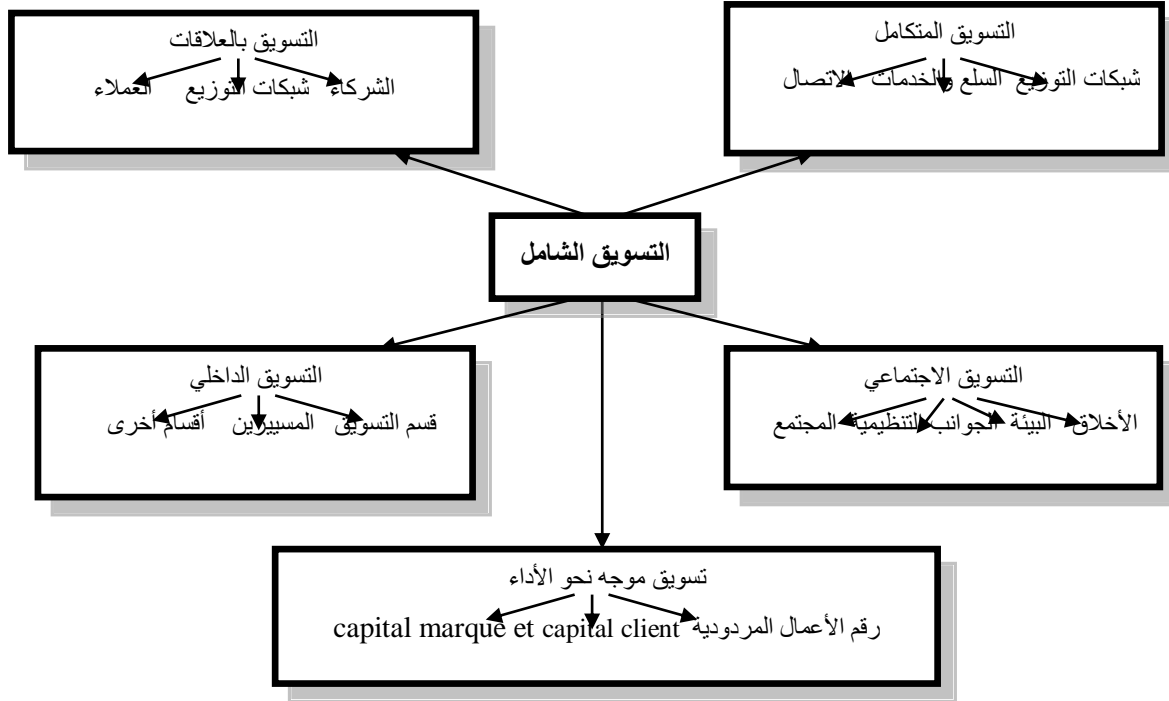 التسويق المتكامل
شبكات التوزيع السلع والخدمات الاتصال
التسويق بالعلاقات
الشركاء شبكات التوزيع العملاء
التسويق الشامل
التسويق الاجتماعي
الأخلاق البيئة الجوانب التنظيمية المجتمع
التسويق الداخلي
قسم التسويق المسييرين أقسام أخرى
تسويق موجه نحو الأداء
رقم الأعمال المردودية capital marque et capital client